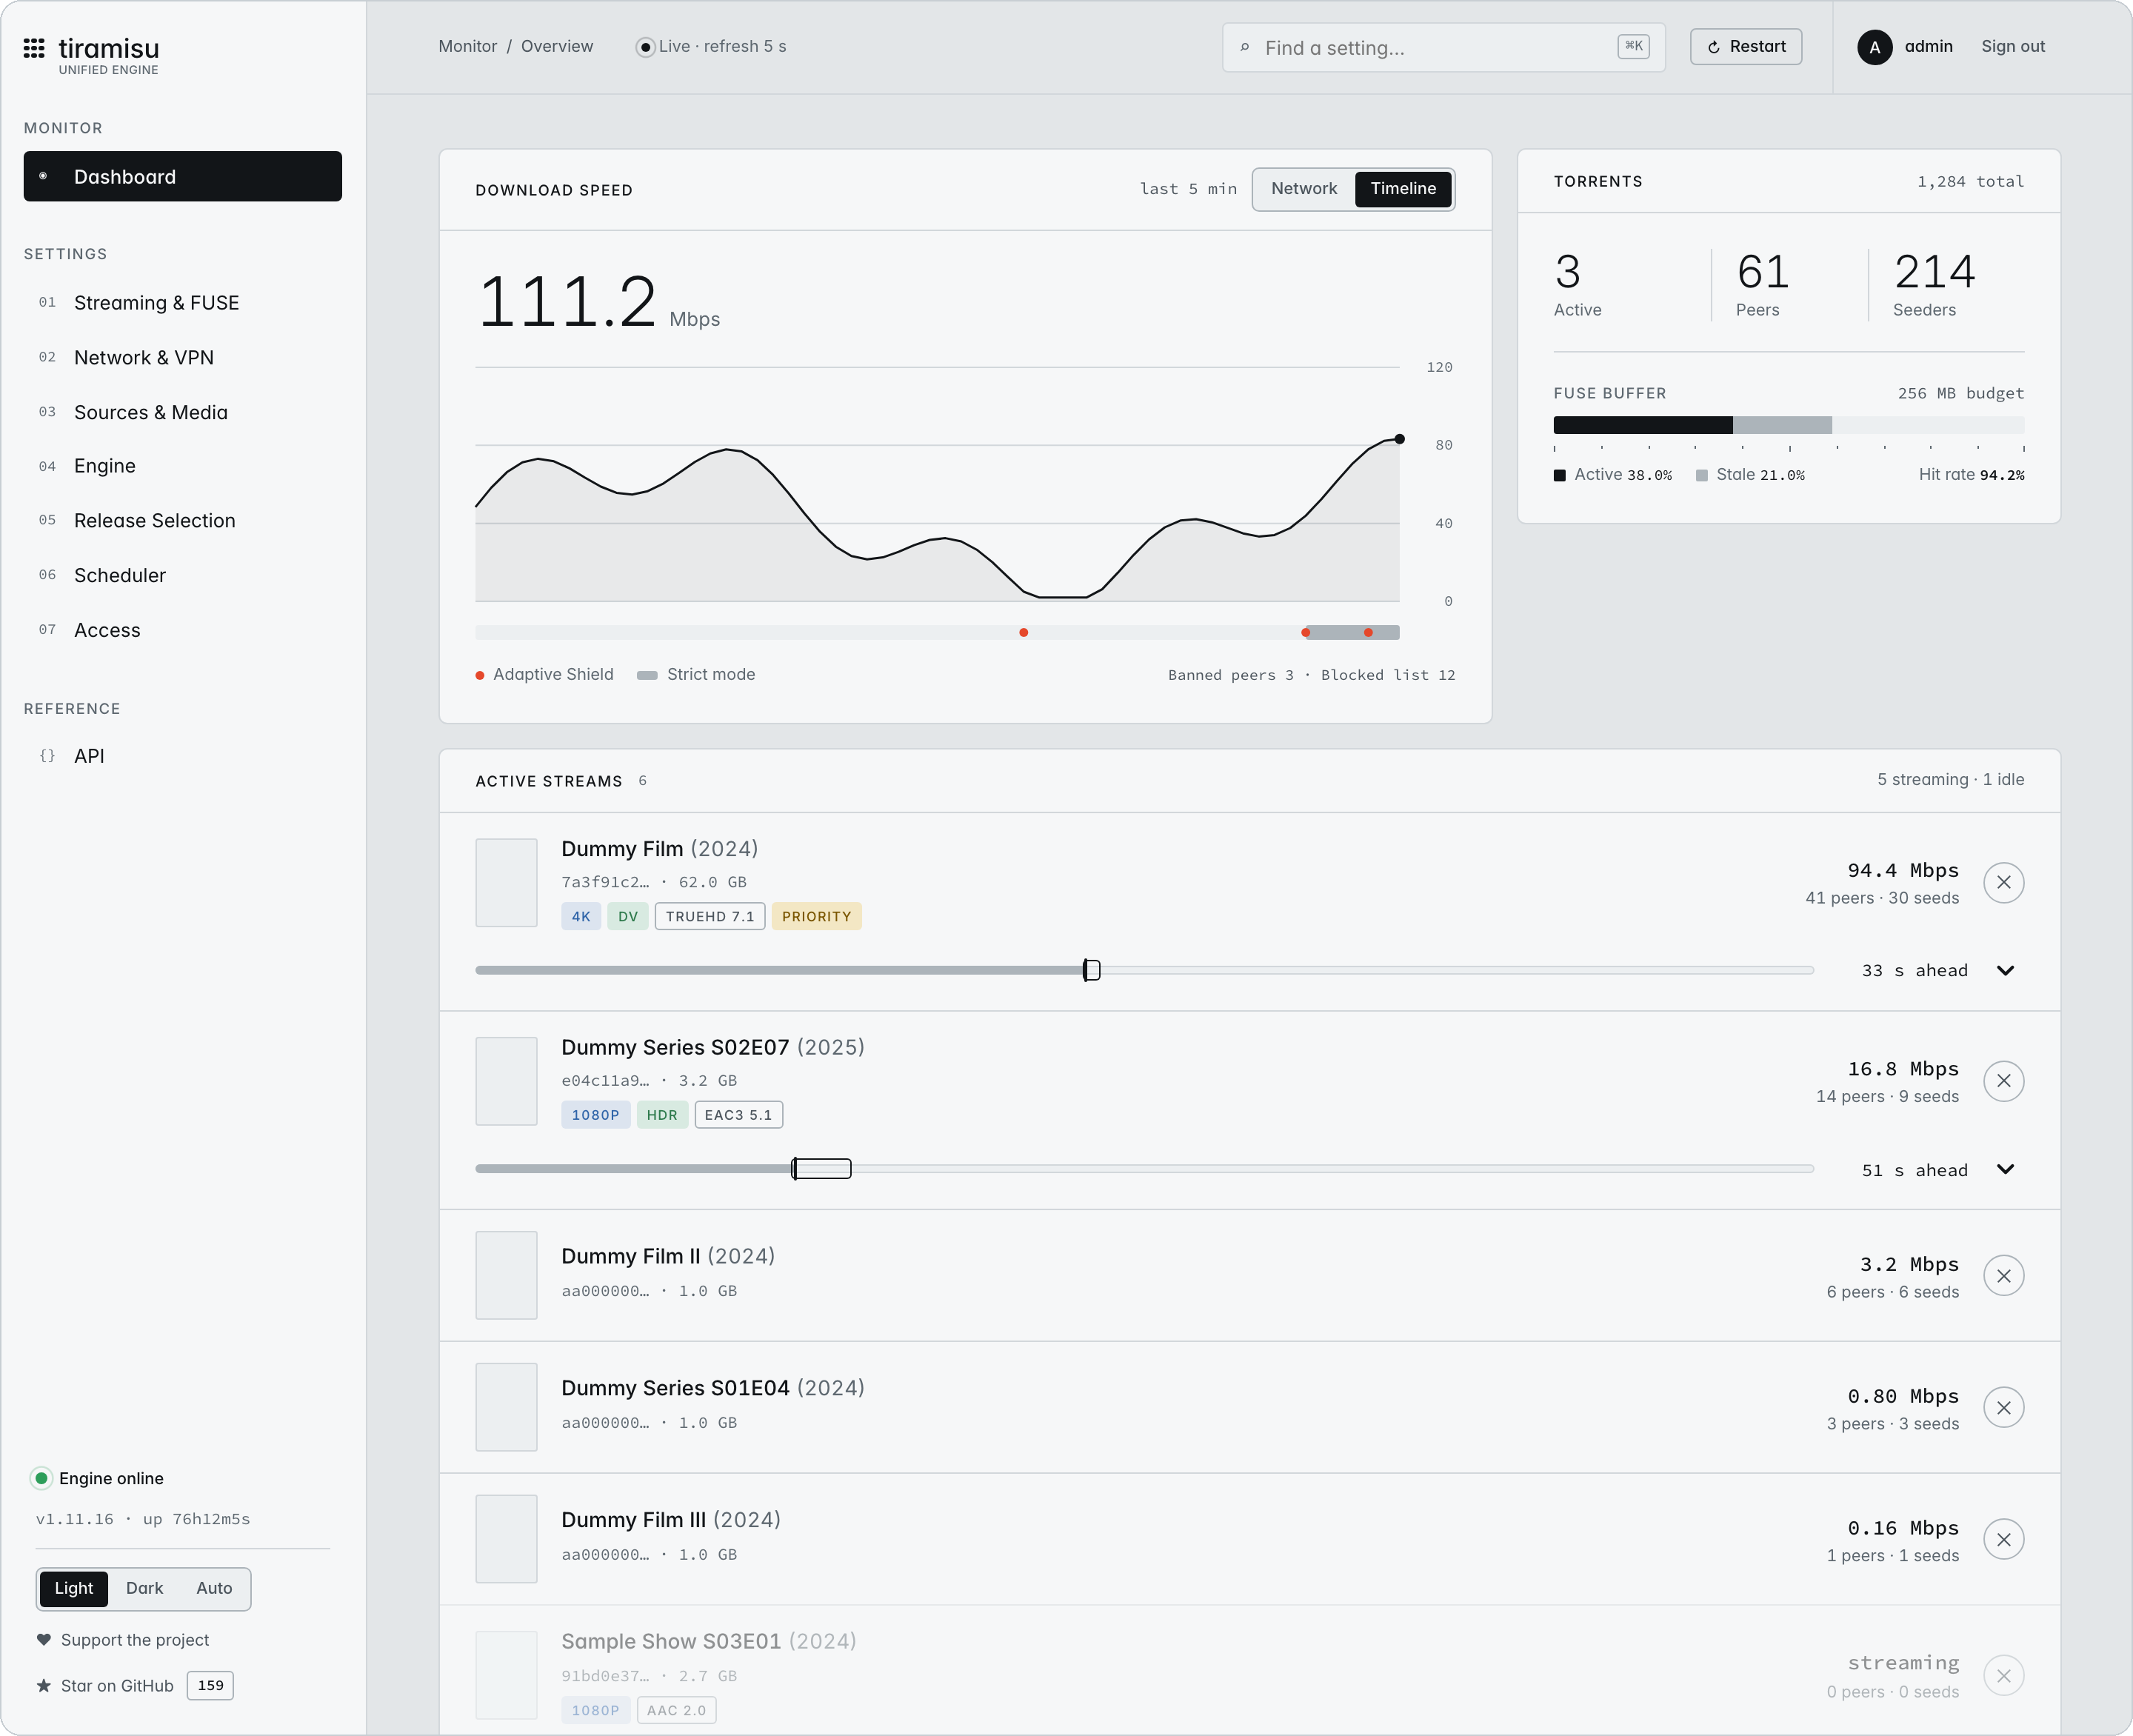 tiramisu
UNIFIED ENGINE
MONITOR
Dashboard
SETTINGS
01 Streaming & FUSE
02 Network & VPN
03 Sources & Media
04 Engine
05 Release Selection
06 Scheduler
07 Access
REFERENCE
{} API
Engine online
v1.11.16 · up 76h12m5s
Light Dark Auto
Support the project
Star on GitHub 159
Monitor / Overview
Live · refresh 5 s
Find a setting...
⌘K
Restart
A admin
Sign out
DOWNLOAD SPEED
last 5 min
Network Timeline
111.2 Mbps
120
80
40
0
Adaptive Shield Strict mode
Banned peers 3 · Blocked list 12
TORRENTS
1,284 total
3 61 214
Active Peers Seeders
FUSE BUFFER
256 MB budget
Active 38.0% Stale 21.0%
Hit rate 94.2%
ACTIVE STREAMS 6
5 streaming · 1 idle
Dummy Film (2024)
7a3f91c2… · 62.0 GB
4K DV TRUEHD 7.1 PRIORITY
94.4 Mbps
41 peers · 30 seeds
33 s ahead
Dummy Series S02E07 (2025)
e04c11a9… · 3.2 GB
1080P HDR EAC3 5.1
16.8 Mbps
14 peers · 9 seeds
51 s ahead
Dummy Film II (2024)
aa000000… · 1.0 GB
3.2 Mbps
6 peers · 6 seeds
Dummy Series S01E04 (2024)
aa000000… · 1.0 GB
0.80 Mbps
3 peers · 3 seeds
Dummy Film III (2024)
aa000000… · 1.0 GB
0.16 Mbps
1 peers · 1 seeds
Sample Show S03E01 (2024)
91bd0e37… · 2.7 GB
1080P AAC 2.0
streaming
0 peers · 0 seeds